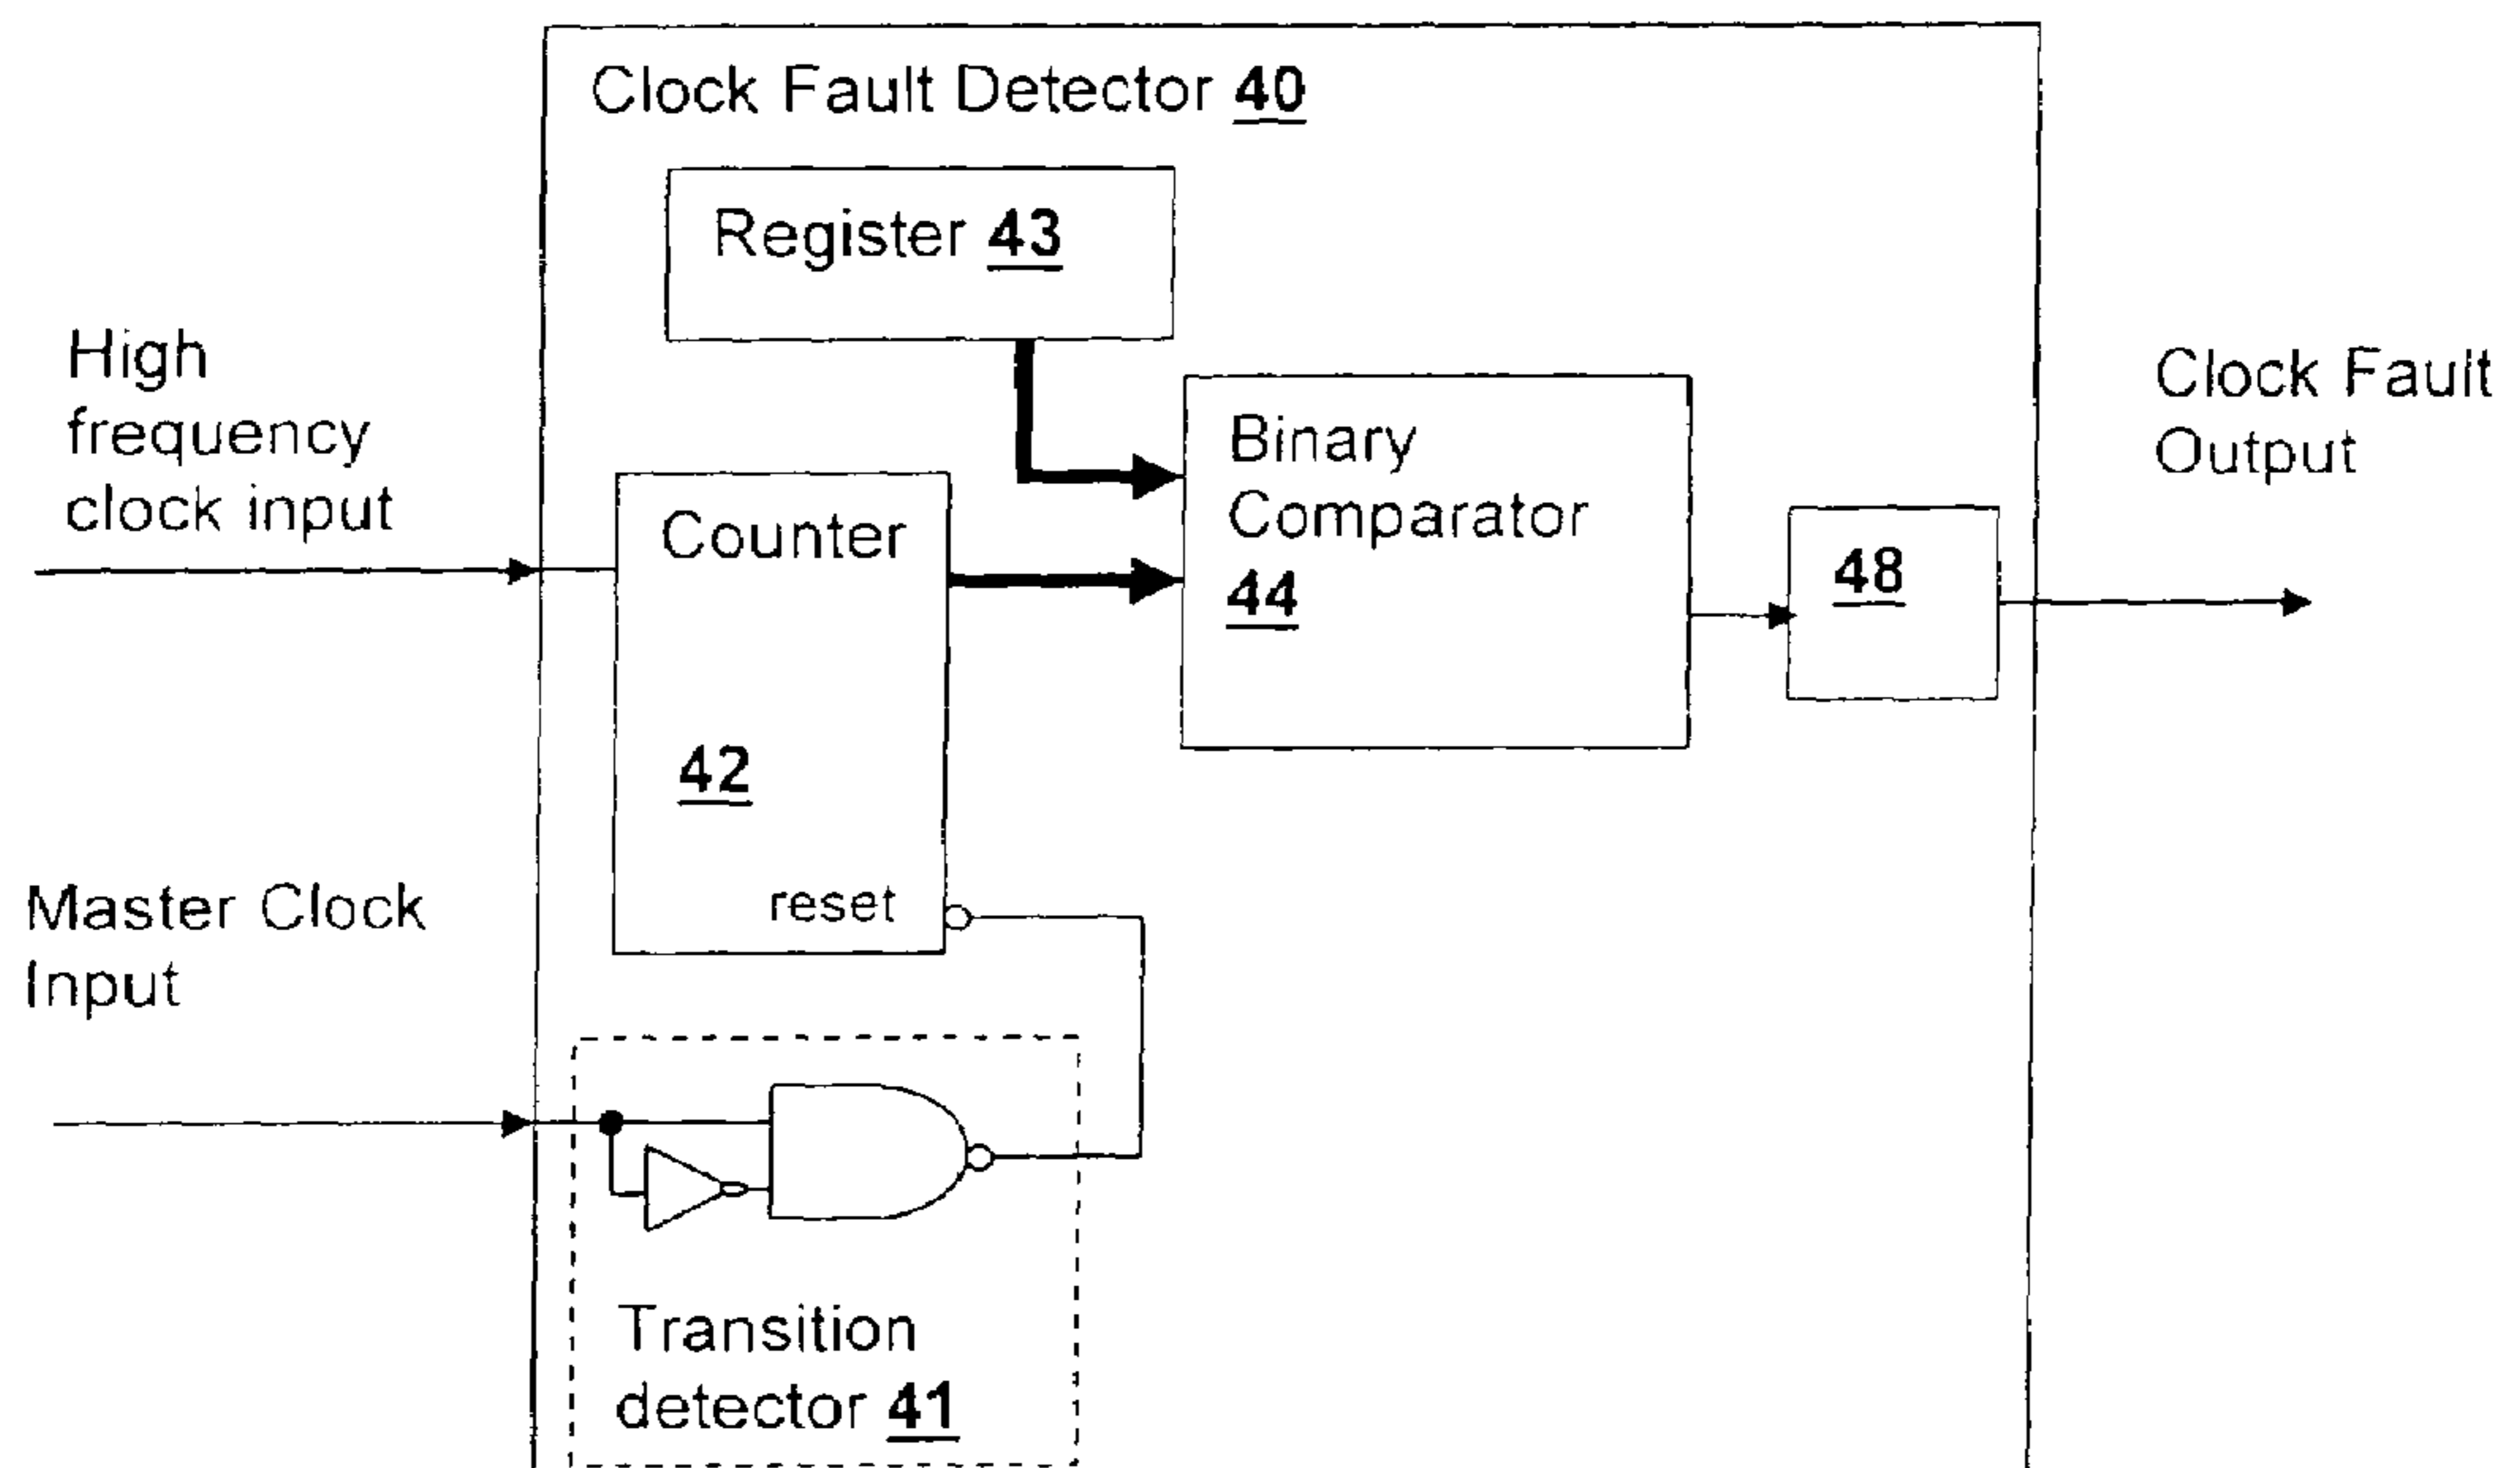 Clock Fault Detector 40
Register 43
High
frequency
clock input
Counter
42
reset
Binary
Comparator
44
48
Clock Fault
Output
Master Clock
Input
Transition
detector 41